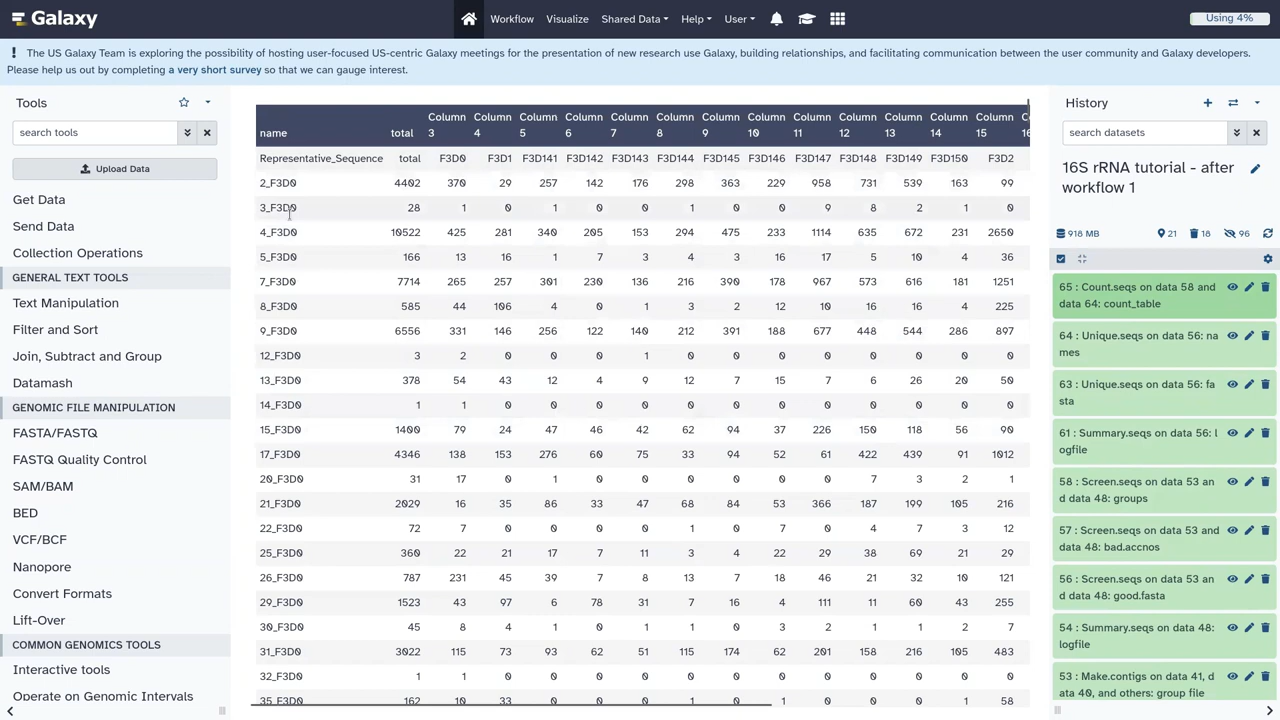 Galaxy
Workflow Visualize Shared Data Help User Using 4%
! The US Galaxy Team is exploring the possibility of hosting user-focused US-centric Galaxy meetings for the presentation of new research use Galaxy, building relationships, and facilitating communication between the user community and Galaxy developers.
Please help us out by completing a very short survey so that we can gauge interest.
Tools
search tools
Upload Data
Get Data
Send Data
Collection Operations
GENERAL TEXT TOOLS
Text Manipulation
Filter and Sort
Join, Subtract and Group
Datamash
GENOMIC FILE MANIPULATION
FASTA/FASTQ
FASTQ Quality Control
SAM/BAM
BED
VCF/BCF
Nanopore
Convert Formats
Lift-Over
COMMON GENOMICS TOOLS
Interactive tools
Operate on Genomic Intervals
name total Column 3 Column 4 Column 5 Column 6 Column 7 Column 8 Column 9 Column 10 Column 11 Column 12 Column 13 Column 14 Column 15
Representative_Sequence total F3D0 F3D1 F3D141 F3D142 F3D143 F3D144 F3D145 F3D146 F3D147 F3D148 F3D149 F3D150 F3D2
2_F3D0 4402 370 29 257 142 176 298 363 229 958 731 539 163 99
3_F3D0 28 1 0 1 0 0 1 0 0 9 8 2 1 0
4_F3D0 10522 425 281 340 205 153 294 475 233 1114 635 672 231 2650
5_F3D0 166 13 16 1 7 3 4 3 16 17 5 10 4 36
7_F3D0 7714 265 257 301 230 136 216 390 178 967 573 616 181 1251
8_F3D0 585 44 106 4 0 1 3 2 12 10 16 16 4 225
9_F3D0 6556 331 146 256 122 140 212 391 188 677 448 544 286 897
12_F3D0 3 2 0 0 0 1 0 0 0 0 0 0 0 0
13_F3D0 378 54 43 12 4 9 12 7 15 7 6 26 20 50
14_F3D0 1 1 0 0 0 0 0 0 0 0 0 0 0 0
15_F3D0 1400 79 24 47 46 42 62 94 37 226 150 118 56 90
17_F3D0 4346 138 153 276 60 75 33 94 52 61 422 439 91 1012
20_F3D0 31 17 0 1 0 0 0 0 0 0 7 3 2 1
21_F3D0 2029 16 35 86 33 47 68 84 53 366 187 199 105 216
22_F3D0 72 7 0 0 0 0 1 0 7 0 4 7 3 12
25_F3D0 360 22 21 17 7 11 3 4 22 29 38 69 21 29
26_F3D0 787 231 45 39 7 8 13 7 18 46 21 32 10 121
29_F3D0 1523 43 97 6 78 31 7 16 4 111 11 60 43 255
30_F3D0 45 8 4 1 0 1 1 0 3 2 1 1 2 7
31_F3D0 3022 115 73 93 62 51 115 174 62 201 158 216 105 483
32_F3D0 1 1 0 0 0 0 0 0 0 0 0 0 0 0
35_F3D0 162 10 33 0 0 0 1 0 1 0 0 0 1 58
History
search datasets
16S rRNA tutorial - after
workflow 1
918 MB 21 18 96
65 : Count.seqs on data 58 and
data 64: count_table
64 : Unique.seqs on data 56: na
mes
63 : Unique.seqs on data 56: fa
sta
61 : Summary.seqs on data 56: l
ogfile
58 : Screen.seqs on data 53 an
d data 48: groups
57 : Screen.seqs on data 53 and
data 48: bad.accnos
56 : Screen.seqs on data 53 an
d data 48: good.fasta
54 : Summary.seqs on data 48:
logfile
53 : Make.contigs on data 41, d
ata 40, and others: group file